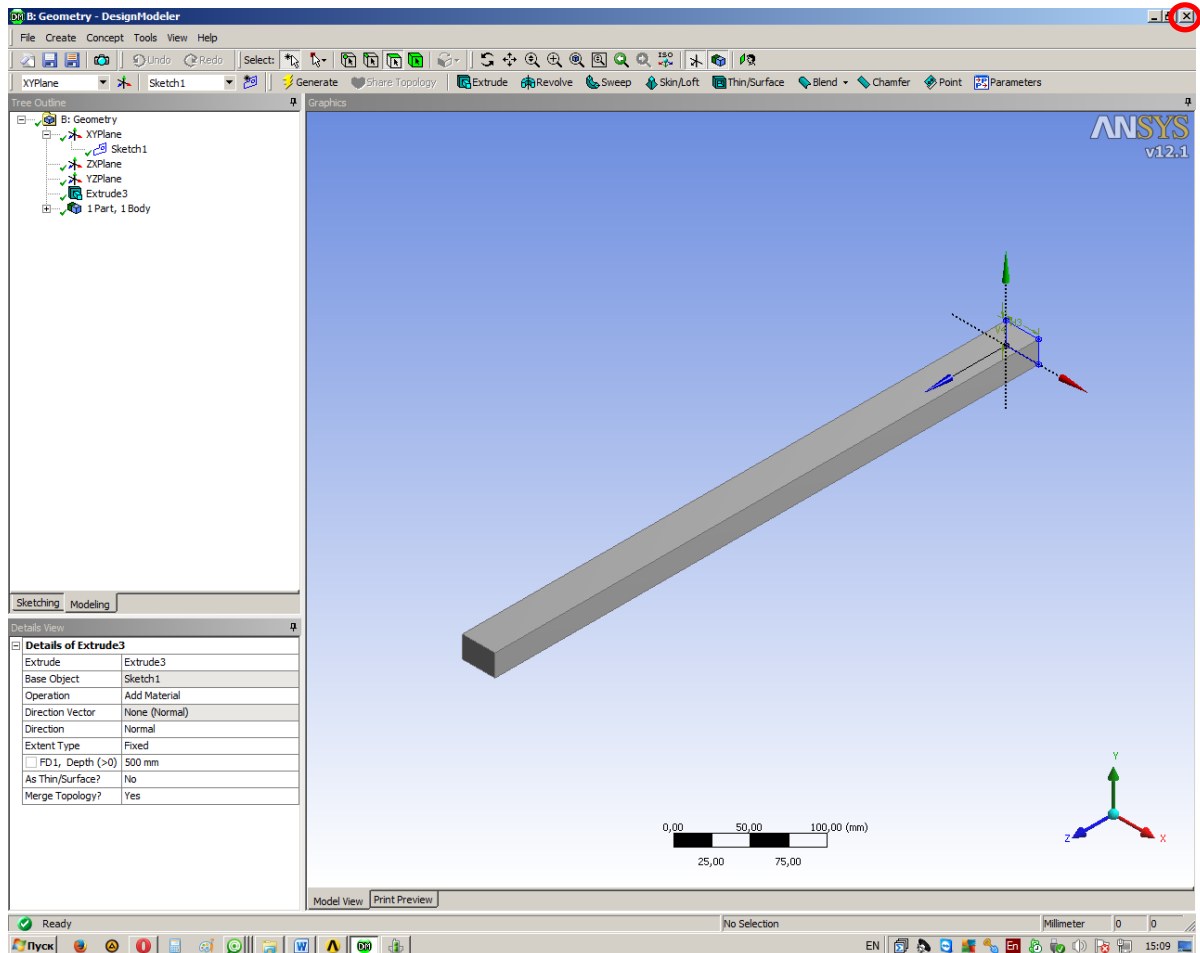 B: Geometry - DesignModeler
File Create Concept Tools View Help
Undo Redo Select:
XYPlane Sketch1 Generate Share Topology Extrude Revolve Sweep Skin/Loft Thin/Surface Blend Chamfer Point Parameters
Tree Outline
B: Geometry
XYPlane
Sketch1
ZXPlane
YZPlane
Extrude3
1 Part, 1 Body
Sketching Modeling
Details View
Details of Extrude3
Extrude Extrude3
Base Object Sketch1
Operation Add Material
Direction Vector None (Normal)
Direction Normal
Extent Type Fixed
FD1, Depth (>0) 500 mm
As Thin/Surface? No
Merge Topology? Yes
Graphics
ANSYS
v12.1
Y
Z X
0,00 50,00 100,00 (mm)
25,00 75,00
Model View Print Preview
Ready No Selection Millimeter 0 0
Пуск EN En 15:09